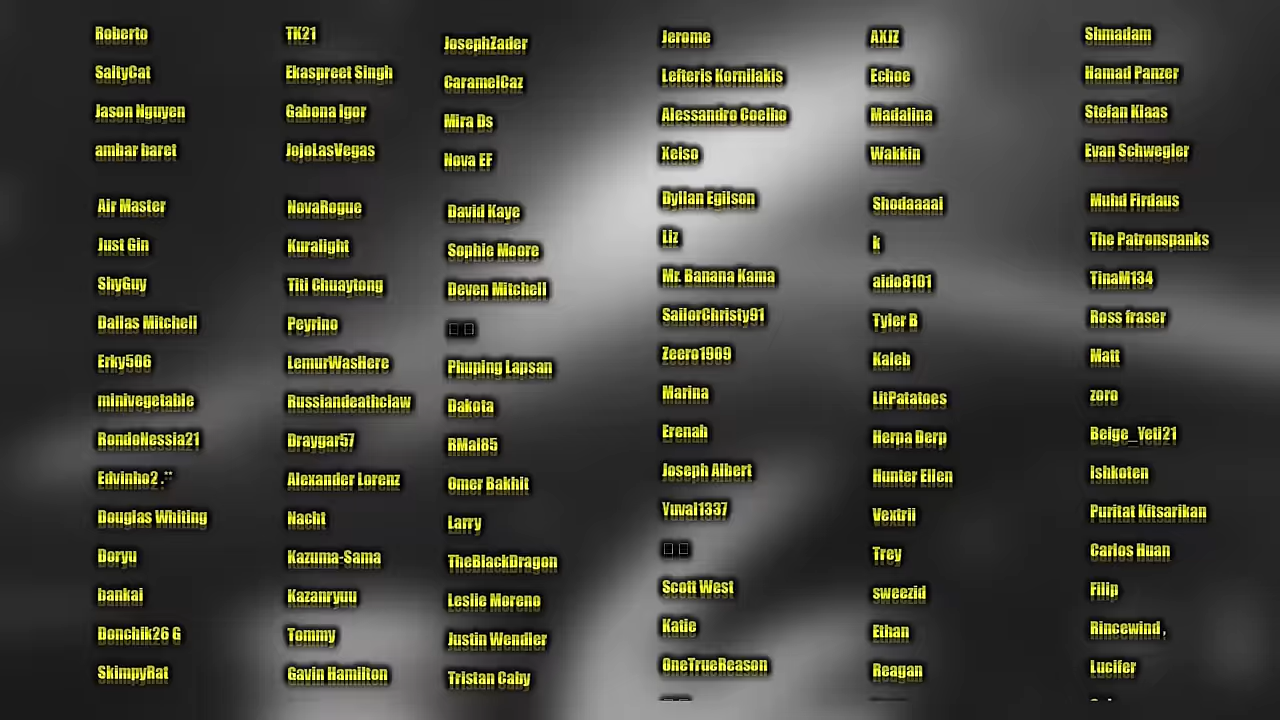 Roberto
SaltyCat
Jason Nguyen
ambar baret
Air Master
Just Gin
ShyGuy
Dallas Mitchell
Erky506
minivegetable
RondoNessia21
Edvinho2 .**
Douglas Whiting
Doryu
bankai
Donchik26 G
SkimpyRat
TK21
Ekaspreet Singh
Gabona Igor
JojoLasVegas
NovaRogue
Kuralight
Titi Chuaytong
Peyrino
LemurWasHere
Russiandeathclaw
Draygar57
Alexander Lorenz
Nacht
Kazuma-Sama
Kazanryuu
Tommy
Gavin Hamilton
JosephZader
CaramelCaz
Mira Ds
Nova EF
David Kaye
Sophie Moore
Deven Mitchell
Phuping Lapsan
Dakota
RMal85
Omer Bakhit
Larry
TheBlackDragon
Leslie Moreno
Justin Wendler
Tristan Caby
Jerome
Lefteris Kornilakis
Alessandro Coelho
Xelso
Dyllan Egilson
Liz
Mr. Banana Kama
SailorChristy91
Zeero1909
Marina
Erenah
Joseph Albert
Yuval1337
Scott West
Katie
OneTrueReason
AXJZ
Echoe
Madalina
Wakkin
Shodaaaai
k
aido8101
Tyler B
Kaleb
LitPatatoes
Herpa Derp
Hunter Ellen
Vextrii
Trey
sweezid
Ethan
Reagan
Shmadam
Hamad Panzer
Stefan Klaas
Evan Schwegler
Muhd Firdaus
The Patronspanks
TinaM134
Ross fraser
Matt
zoro
Beige_Yeti21
Ishkoten
Puritat Kitsarikan
Carlos Huan
Filip
Rincewind ,
Lucifer